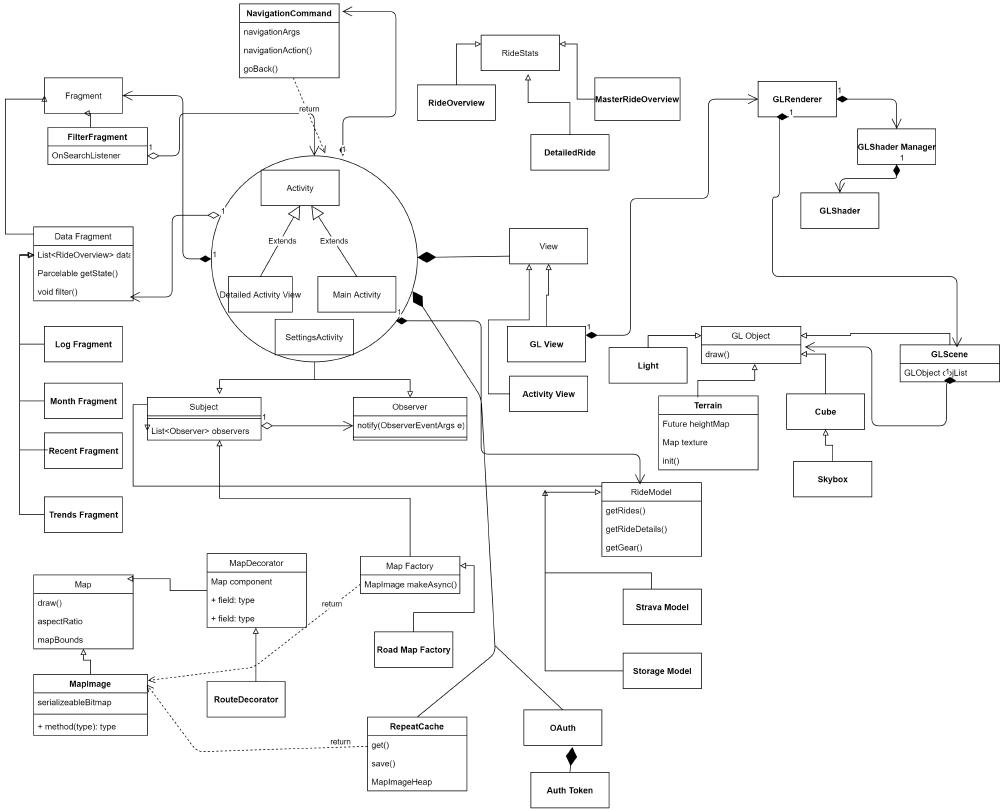 NavigationCommand
navigationArgs
navigationAction()
goBack()
return
RideStats
RideOverview
MasterRideOverview
DetailedRide
GLRenderer
1
1
GLShader Manager
1
GLShader
Fragment
FilterFragment
OnSearchListener
1
1
Activity
Extends
Extends
Detailed Activity View
Main Activity
SettingsActivity
1
1
1
Data Fragment
List<RideOverview> data
Parcelable getState()
void filter()
Log Fragment
Month Fragment
Recent Fragment
Trends Fragment
View
GL View
1
Activity View
GL Object
draw()
Light
GLScene
GLObject objList
1
Terrain
Future heightMap
Map texture
init()
Cube
Skybox
Subject
1
List<Observer> observers
Observer
notify(ObserverEventArgs e)
RideModel
getRides()
getRideDetails()
getGear()
Strava Model
Storage Model
Map
draw()
aspectRatio
mapBounds
MapDecorator
Map component
+ field: type
+ field: type
Map Factory
MapImage makeAsync()
return
Road Map Factory
MapImage
serializeableBitmap
+ method(type): type
RouteDecorator
return
RepeatCache
get()
save()
MapImageHeap
OAuth
Auth Token